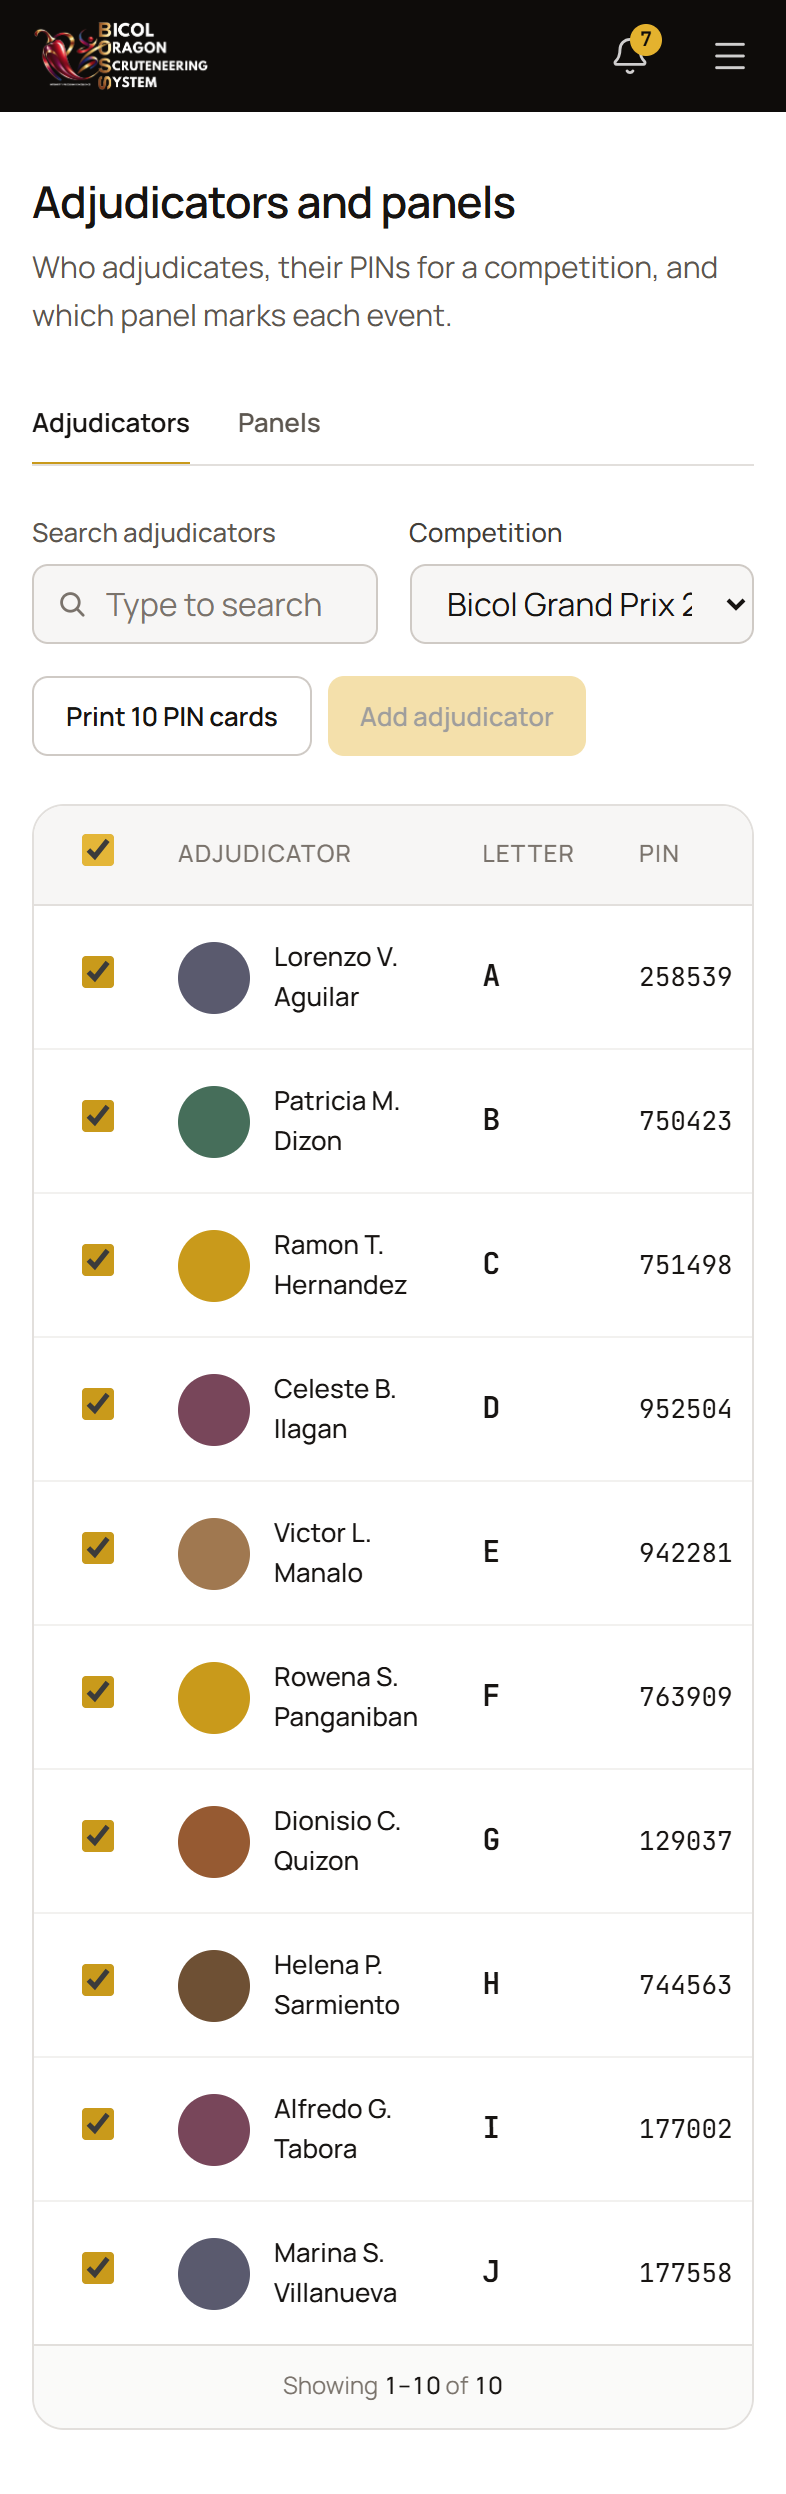 BICOL
DRAGON
SCRUTENEERING
SYSTEM
7
Adjudicators and panels
Who adjudicates, their PINs for a competition, and
which panel marks each event.
Adjudicators Panels
Search adjudicators Competition
Type to search Bicol Grand Prix
Print 10 PIN cards Add adjudicator
ADJUDICATOR LETTER PIN
Lorenzo V.
Aguilar A 258539
Patricia M.
Dizon B 750423
Ramon T.
Hernandez C 751498
Celeste B.
Ilagan D 952504
Victor L.
Manalo E 942281
Rowena S.
Panganiban F 763909
Dionisio C.
Quizon G 129037
Helena P.
Sarmiento H 744563
Alfredo G.
Tabora I 177002
Marina S.
Villanueva J 177558
Showing 1–10 of 10